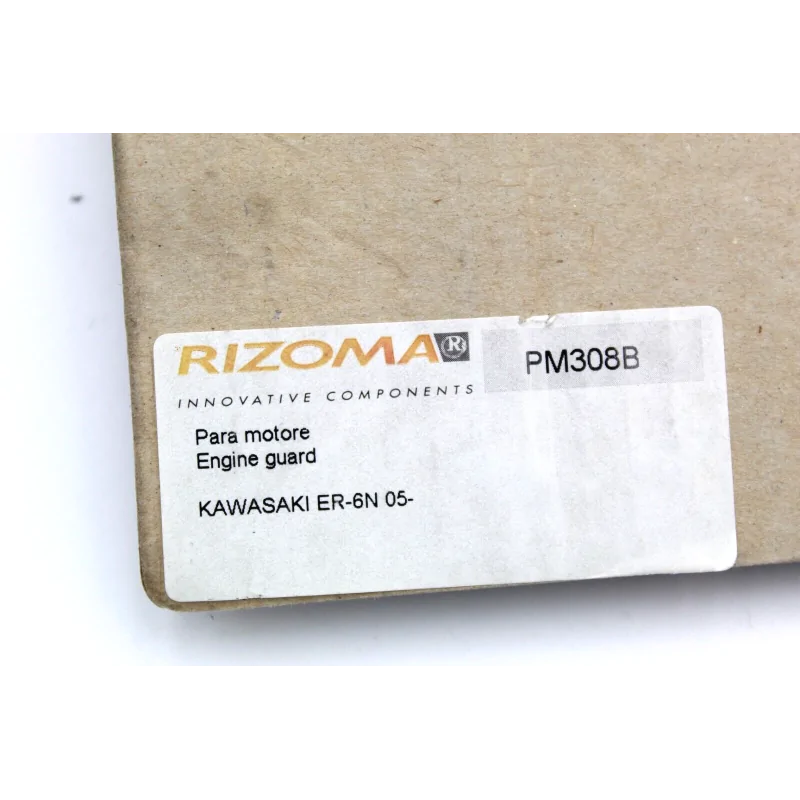 RIZOMA ®
PM308B
INNOVATIVE COMPONENTS
Para motore
Engine guard
KAWASAKI ER-6N 05-